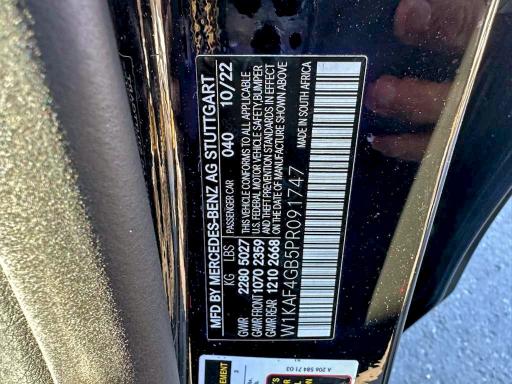 MFD BY MERCEDES-BENZ AG STUTTGART
PASSENGER CAR 040 10/22
KG LBS
GVWR 2280 5027
GAWR FRONT 1070 2359
GAWR REAR 1210 2668
THIS VEHICLE CONFORMS TO ALL APPLICABLE
U.S. FEDERAL MOTOR VEHICLE SAFETY,BUMPER
AND THEFT PREVENTION STANDARDS IN EFFECT
ON THE DATE OF MANUFACTURE SHOWN ABOVE
W1KAF4GB5PR091747
MADE IN SOUTH AFRICA
A 206 584 71 03